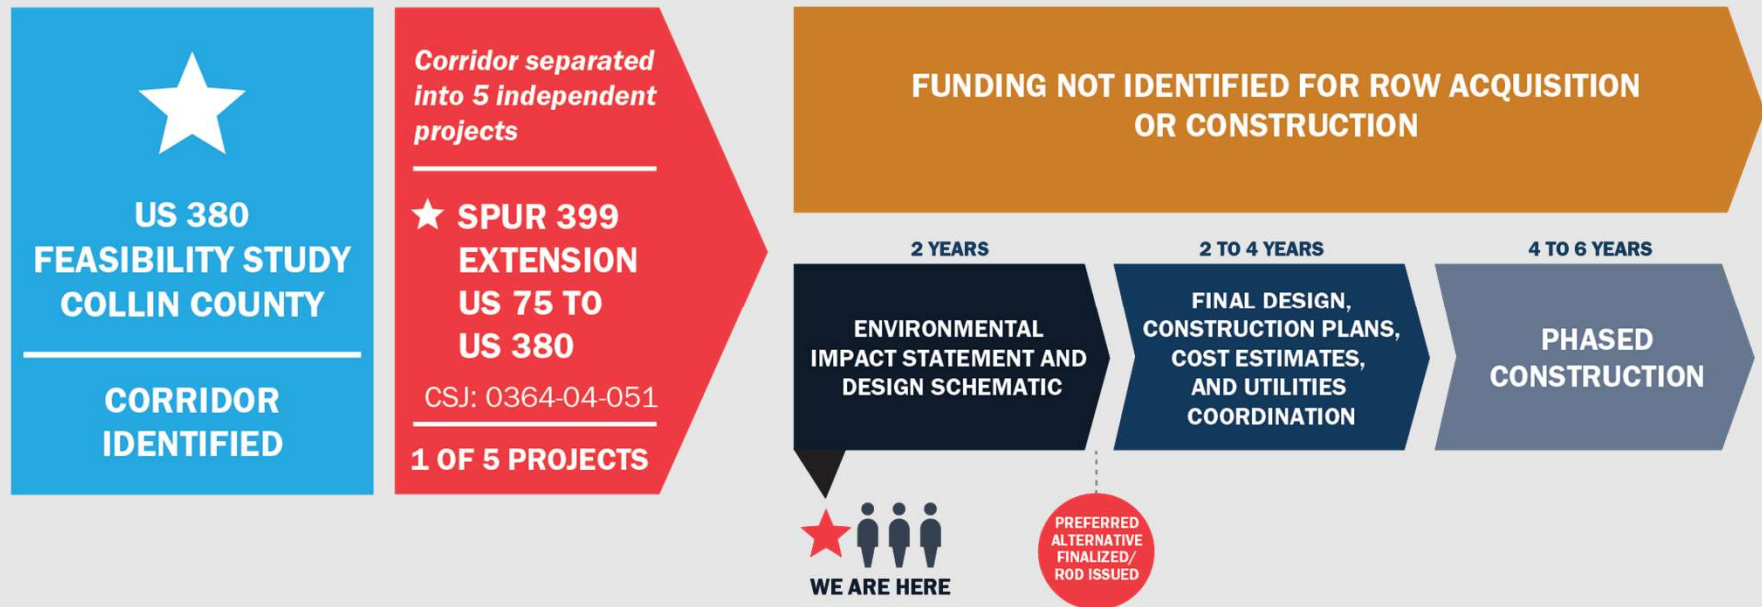 US 380
FEASIBILITY STUDY
COLLIN COUNTY
CORRIDOR
IDENTIFIED
Corridor separated
into 5 independent
projects
SPUR 399
EXTENSION
US 75 TO
US 380
CSJ: 0364-04-051
1 OF 5 PROJECTS
FUNDING NOT IDENTIFIED FOR ROW ACQUISITION
OR CONSTRUCTION
2 YEARS
ENVIRONMENTAL
IMPACT STATEMENT AND
DESIGN SCHEMATIC
2 TO 4 YEARS
FINAL DESIGN,
CONSTRUCTION PLANS,
COST ESTIMATES,
AND UTILITIES
COORDINATION
4 TO 6 YEARS
PHASED
CONSTRUCTION
WE ARE HERE
PREFERRED
ALTERNATIVE
FINALIZED/
ROD ISSUED